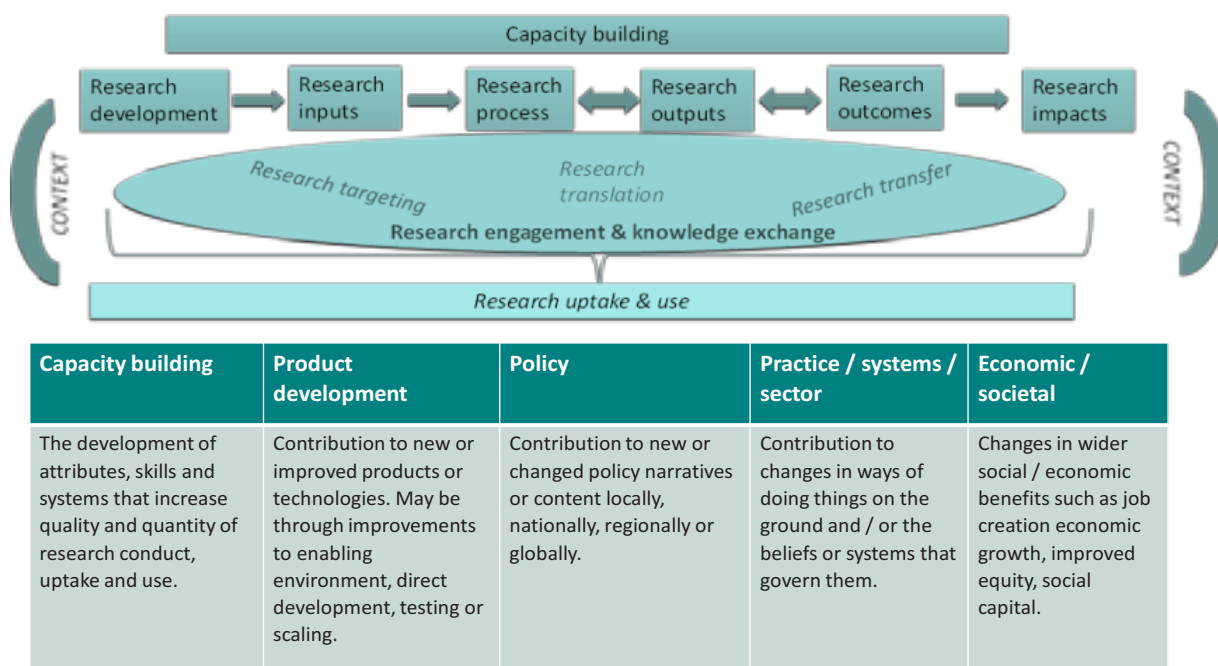 Capacity building
Research
development
Research
inputs
Research
process
Research
outputs
Research
outcomes
Research
impacts
CONTEXT
CONTEXT
Research targeting
Research
translation
Research transfer
Research engagement & knowledge exchange
Research uptake & use
Capacity building
The development of
attributes, skills and
systems that increase
quality and quantity of
research conduct,
uptake and use.
Product
development
Contribution to new or
improved products or
technologies. May be
through improvements
to enabling
environment, direct
development, testing or
scaling.
Policy
Contribution to new or
changed policy narratives
or content locally,
nationally, regionally or
globally.
Practice / systems /
sector
Contribution to
changes in ways of
doing things on the
ground and / or the
beliefs or systems that
govern them.
Economic /
societal
Changes in wider
social / economic
benefits such as job
creation economic
growth, improved
equity, social
capital.